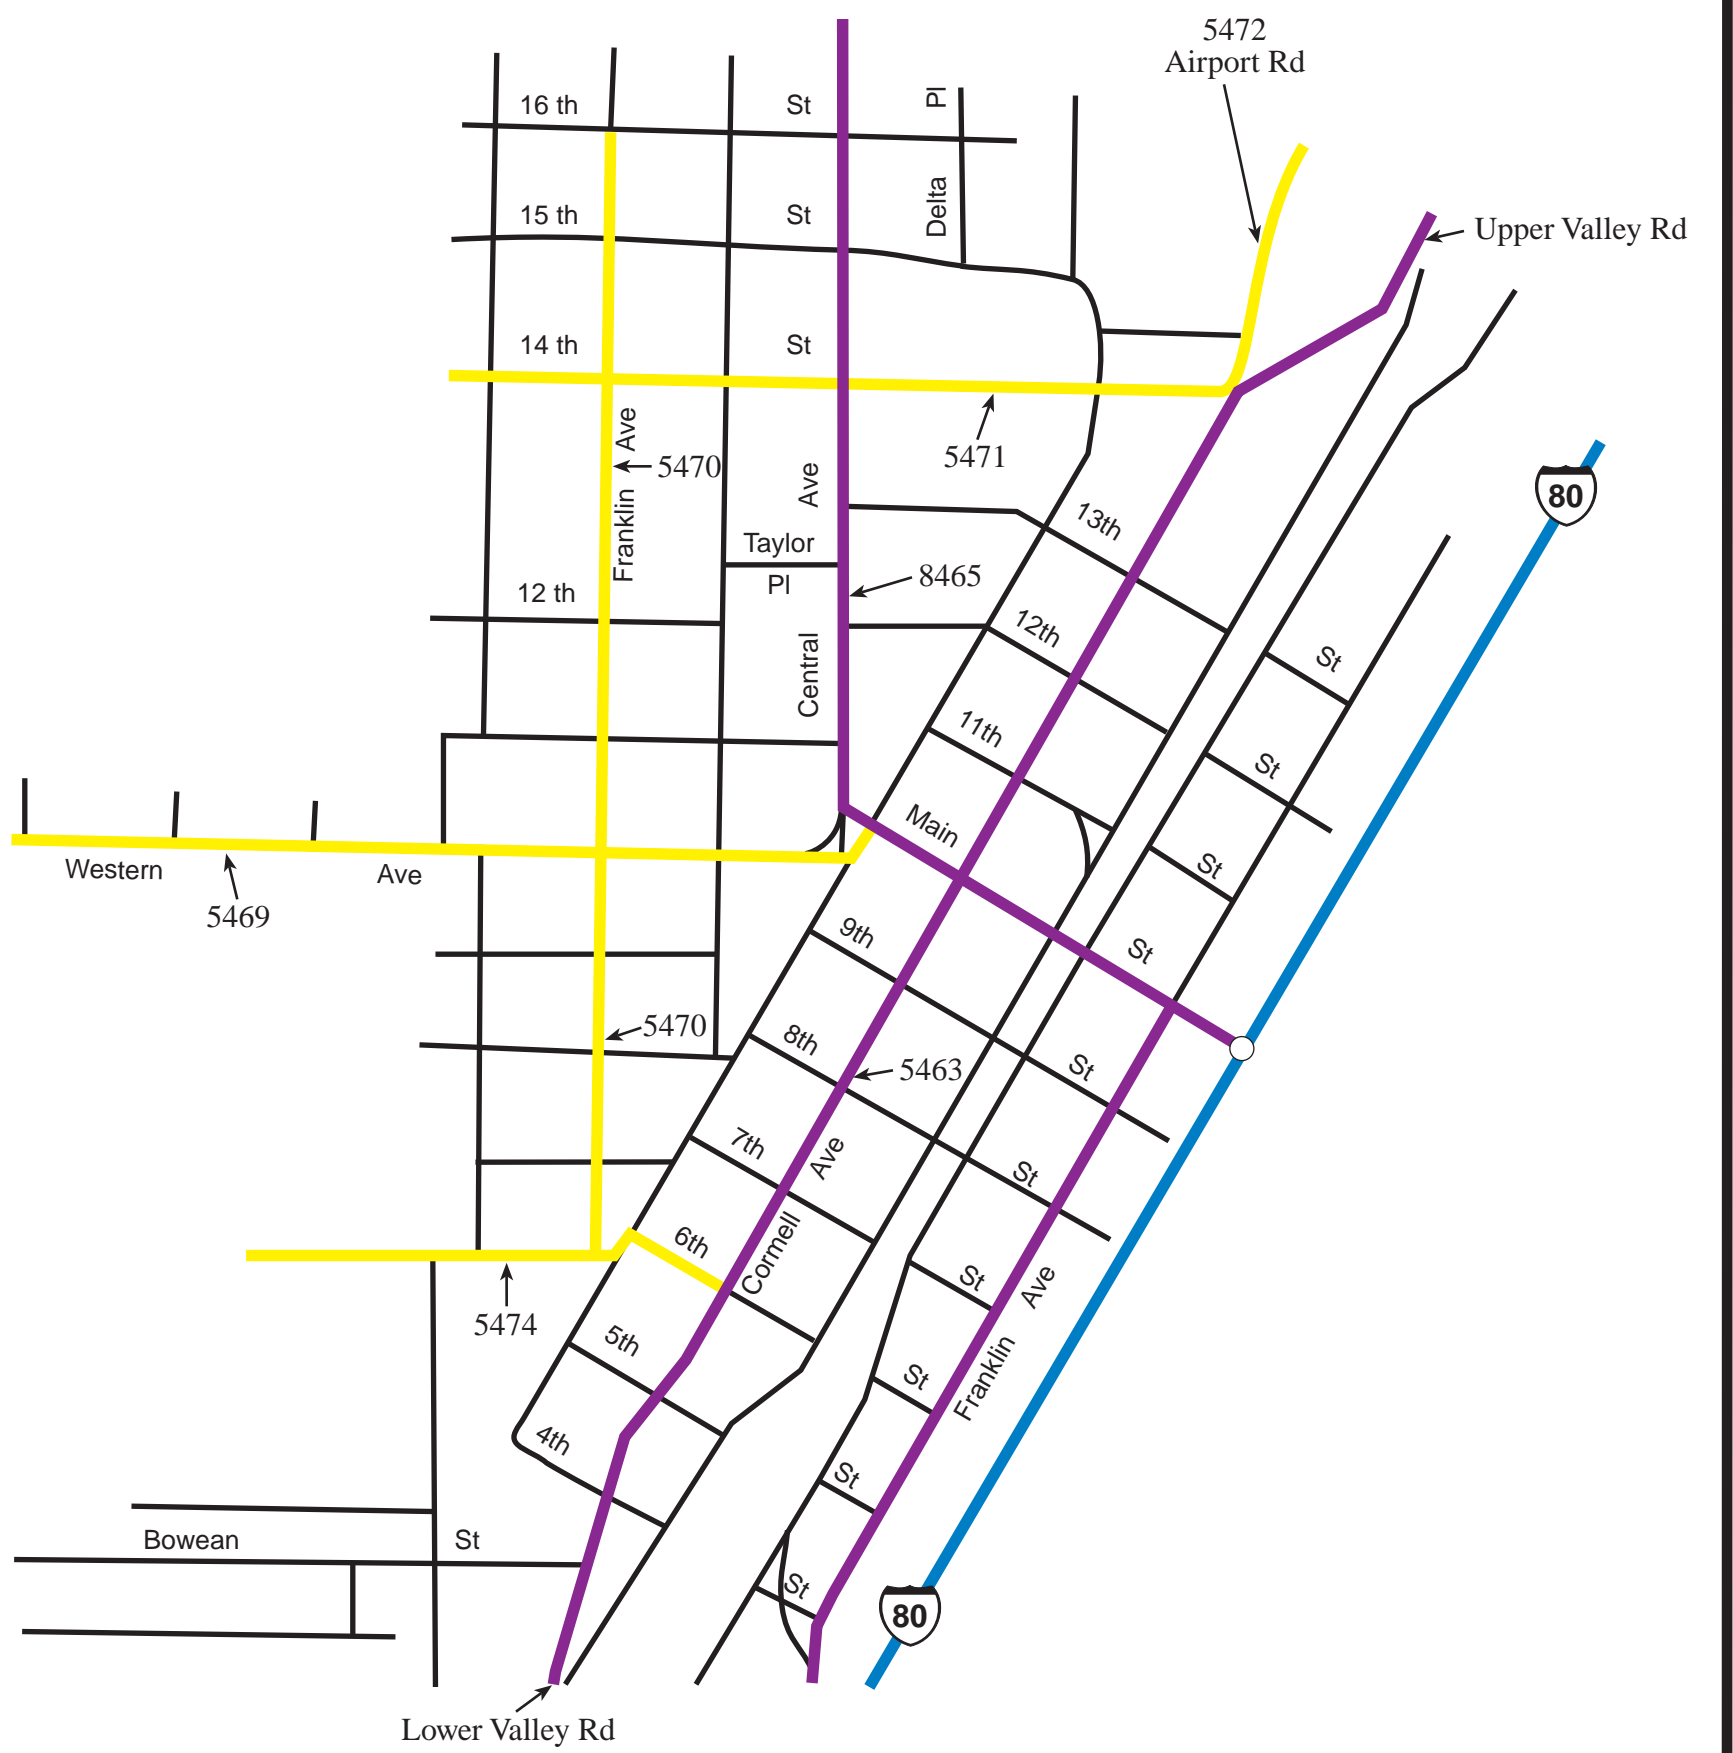 5472
Airport Rd
16 th St
Pl
Delta
15 th St
Upper Valley Rd
14 th St
Ave
5470
Franklin
5471
Ave
80
13th
St
Taylor
Pl
8465
12 th
12th
St
Central
11th
St
Main
St
Western Ave
5469
9th
St
5470
8th
St
5463
7th
St
Ave
Cormell
6th
St
5474
Ave
Franklin
5th
St
4th
St
Bowean St
80
Lower Valley Rd